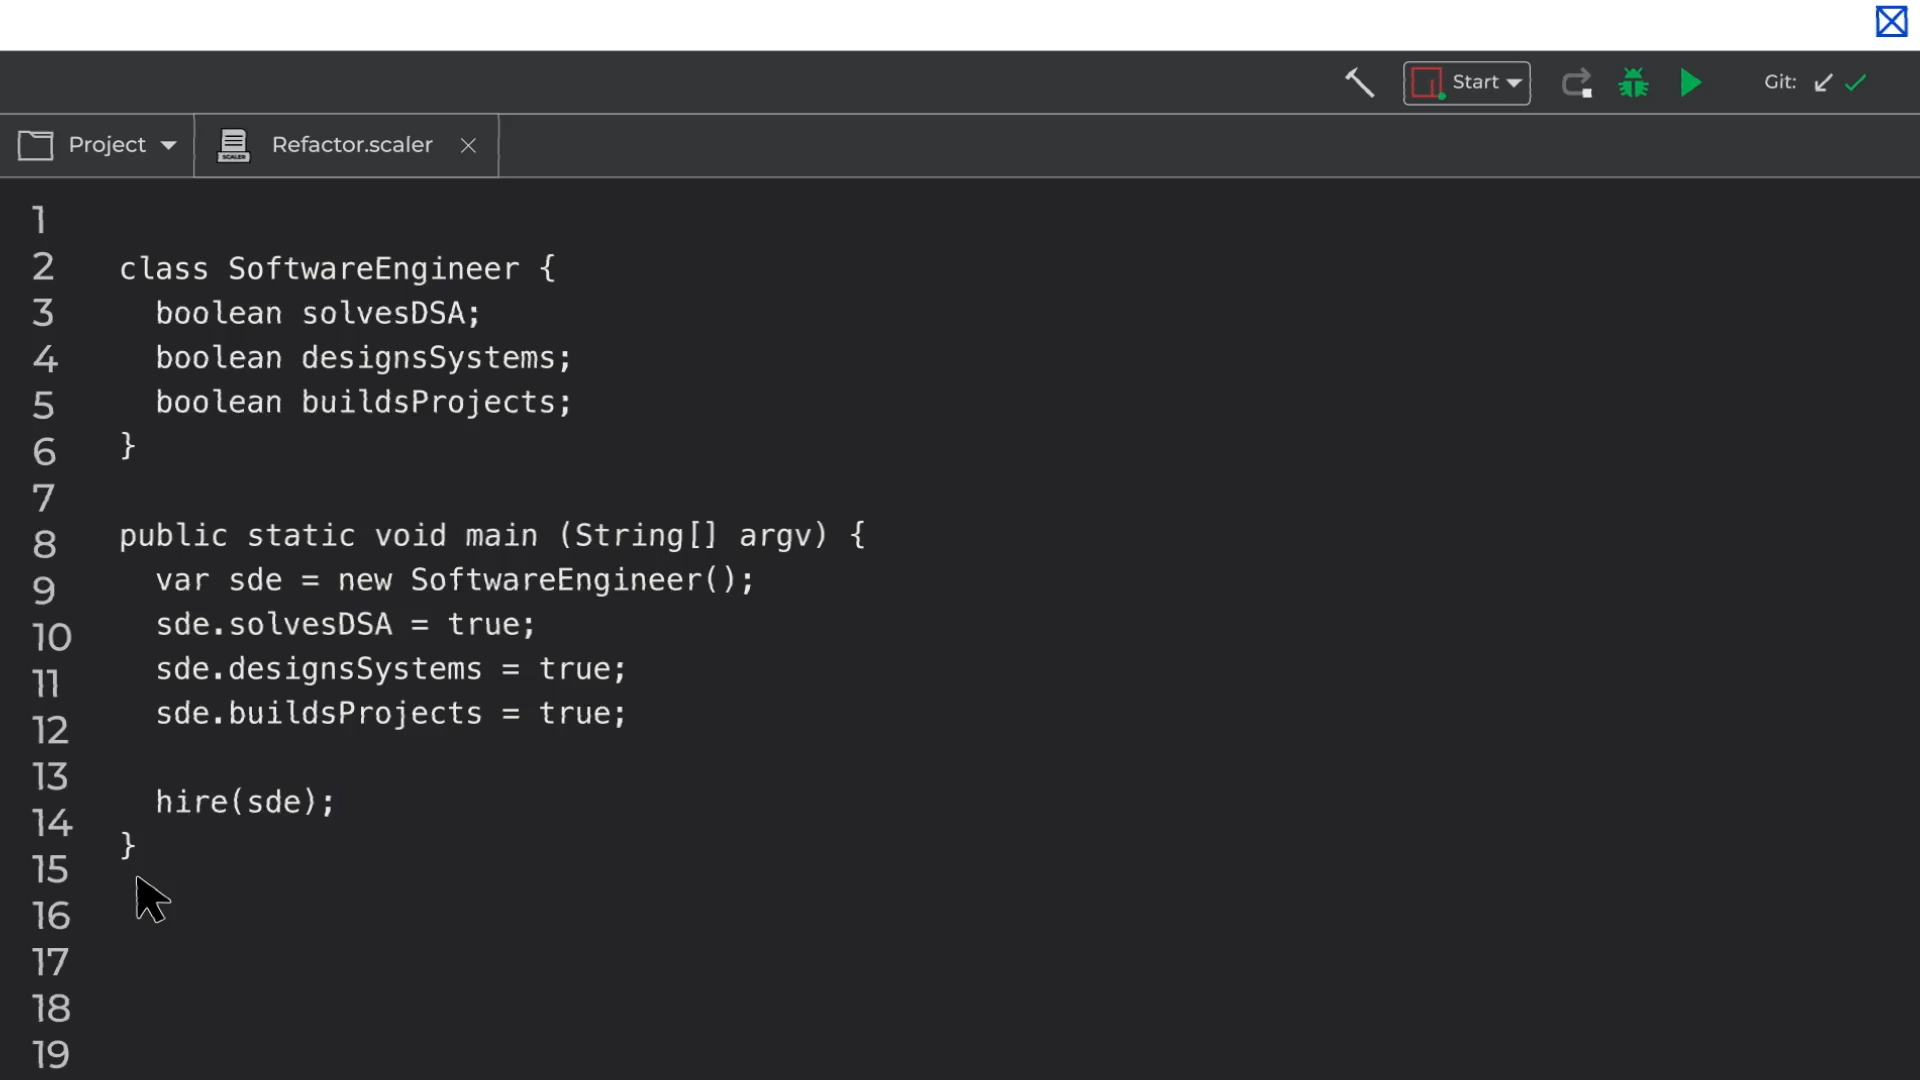 Start
Git:
Project
SCALER
Refactor.scaler
1
2 class SoftwareEngineer {
3 boolean solvesDSA;
4 boolean designsSystems;
5 boolean buildsProjects;
6 }
7
8 public static void main (String[] argv) {
9 var sde = new SoftwareEngineer();
10 sde.solvesDSA = true;
11 sde.designsSystems = true;
12 sde.buildsProjects = true;
13
14 hire(sde);
15 }
16
17
18
19